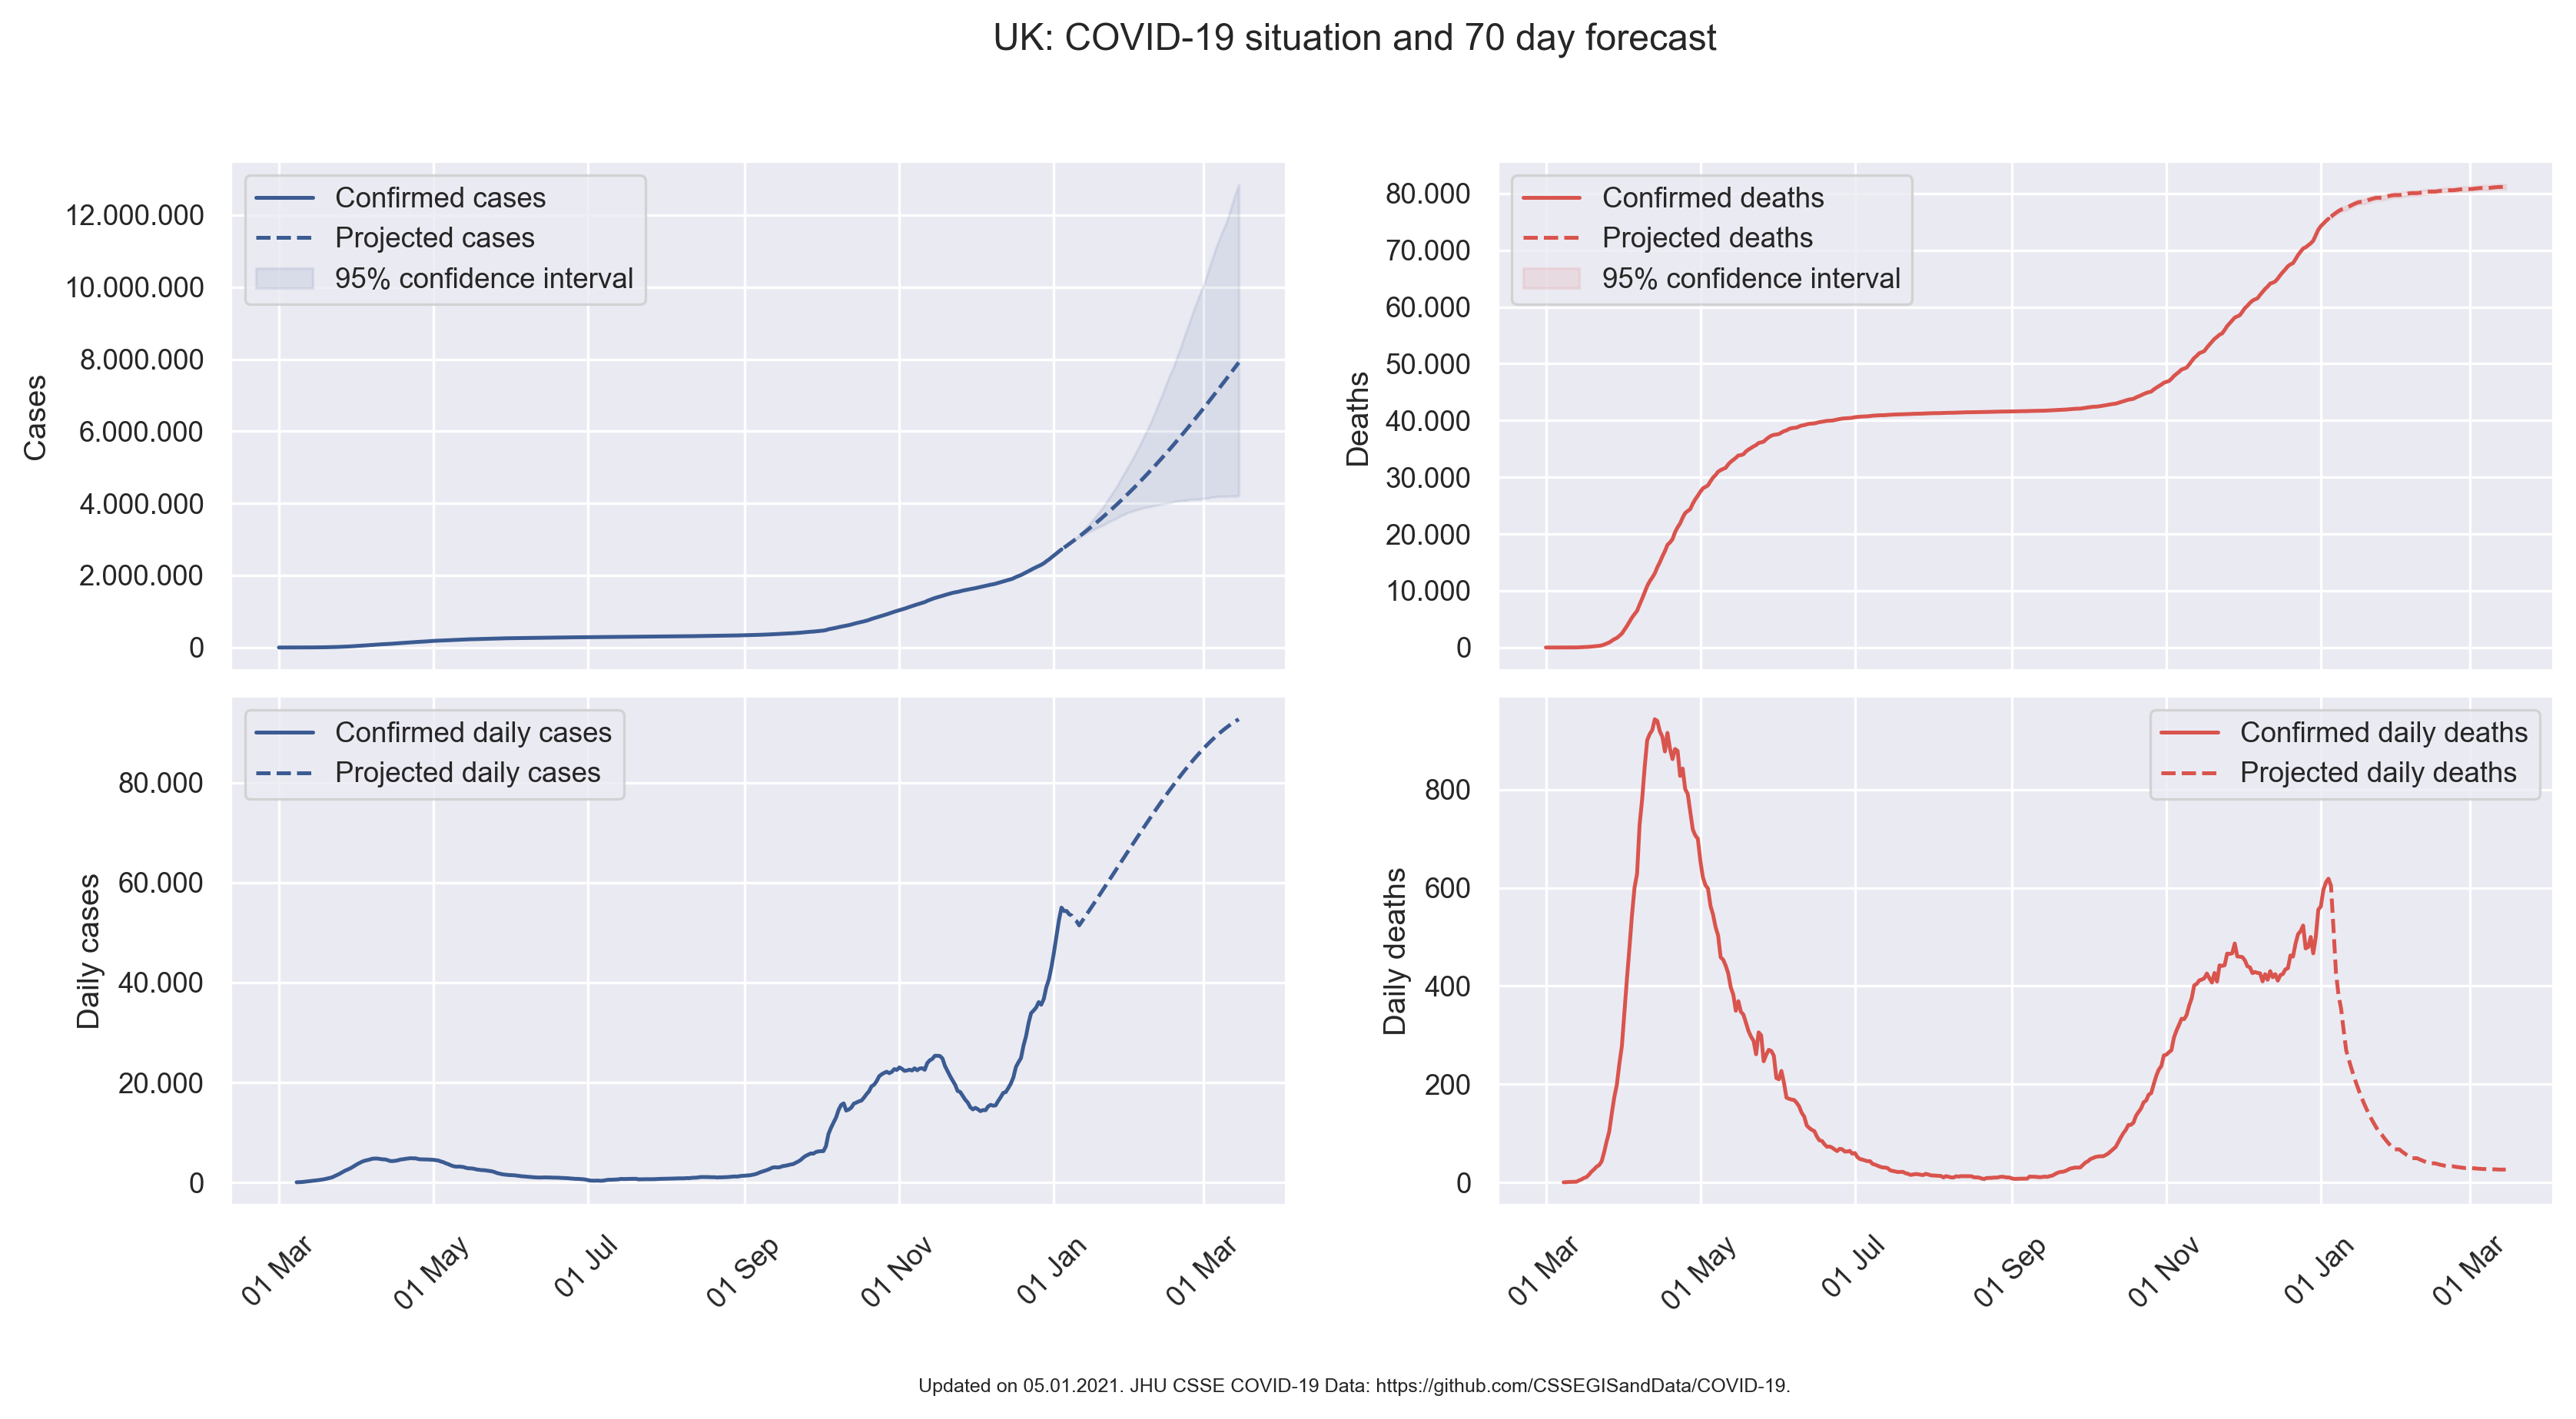 UK: COVID-19 situation and 70 day forecast
Confirmed cases
Projected cases
95% confidence interval
Cases
12.000.000
10.000.000
8.000.000
6.000.000
4.000.000
2.000.000
0
Confirmed deaths
Projected deaths
95% confidence interval
Deaths
80.000
70.000
60.000
50.000
40.000
30.000
20.000
10.000
0
Confirmed daily cases
Projected daily cases
Daily cases
80.000
60.000
40.000
20.000
0
01 Mar
01 May
01 Jul
01 Sep
01 Nov
01 Jan
01 Mar
Confirmed daily deaths
Projected daily deaths
Daily deaths
800
600
400
200
0
01 Mar
01 May
01 Jul
01 Sep
01 Nov
01 Jan
01 Mar
Updated on 05.01.2021. JHU CSSE COVID-19 Data: https://github.com/CSSEGISandData/COVID-19.